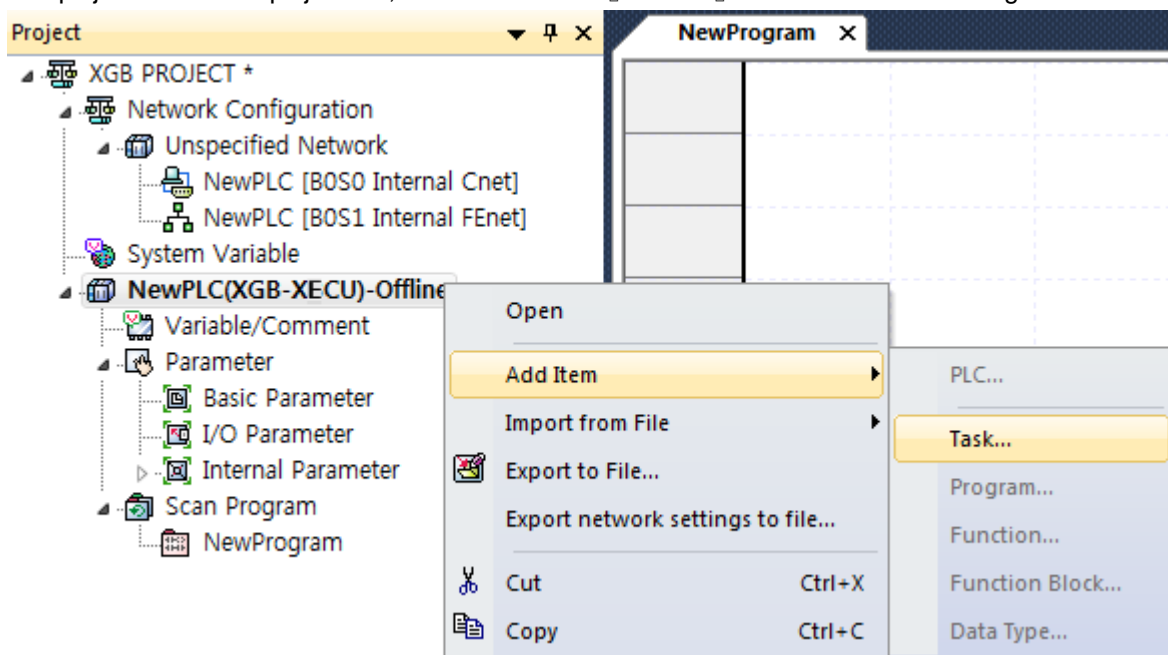 Project
NewProgram
XGB PROJECT *
Network Configuration
Unspecified Network
NewPLC [B0S0 Internal Cnet]
NewPLC [B0S1 Internal FEnet]
System Variable
NewPLC(XGB-XECU)-Offline
Variable/Comment
Parameter
Basic Parameter
I/O Parameter
Internal Parameter
Scan Program
NewProgram
Open
Add Item
Import from File
Export to File...
Export network settings to file...
Cut Ctrl+X
Copy Ctrl+C
PLC...
Task...
Program...
Function...
Function Block...
Data Type...